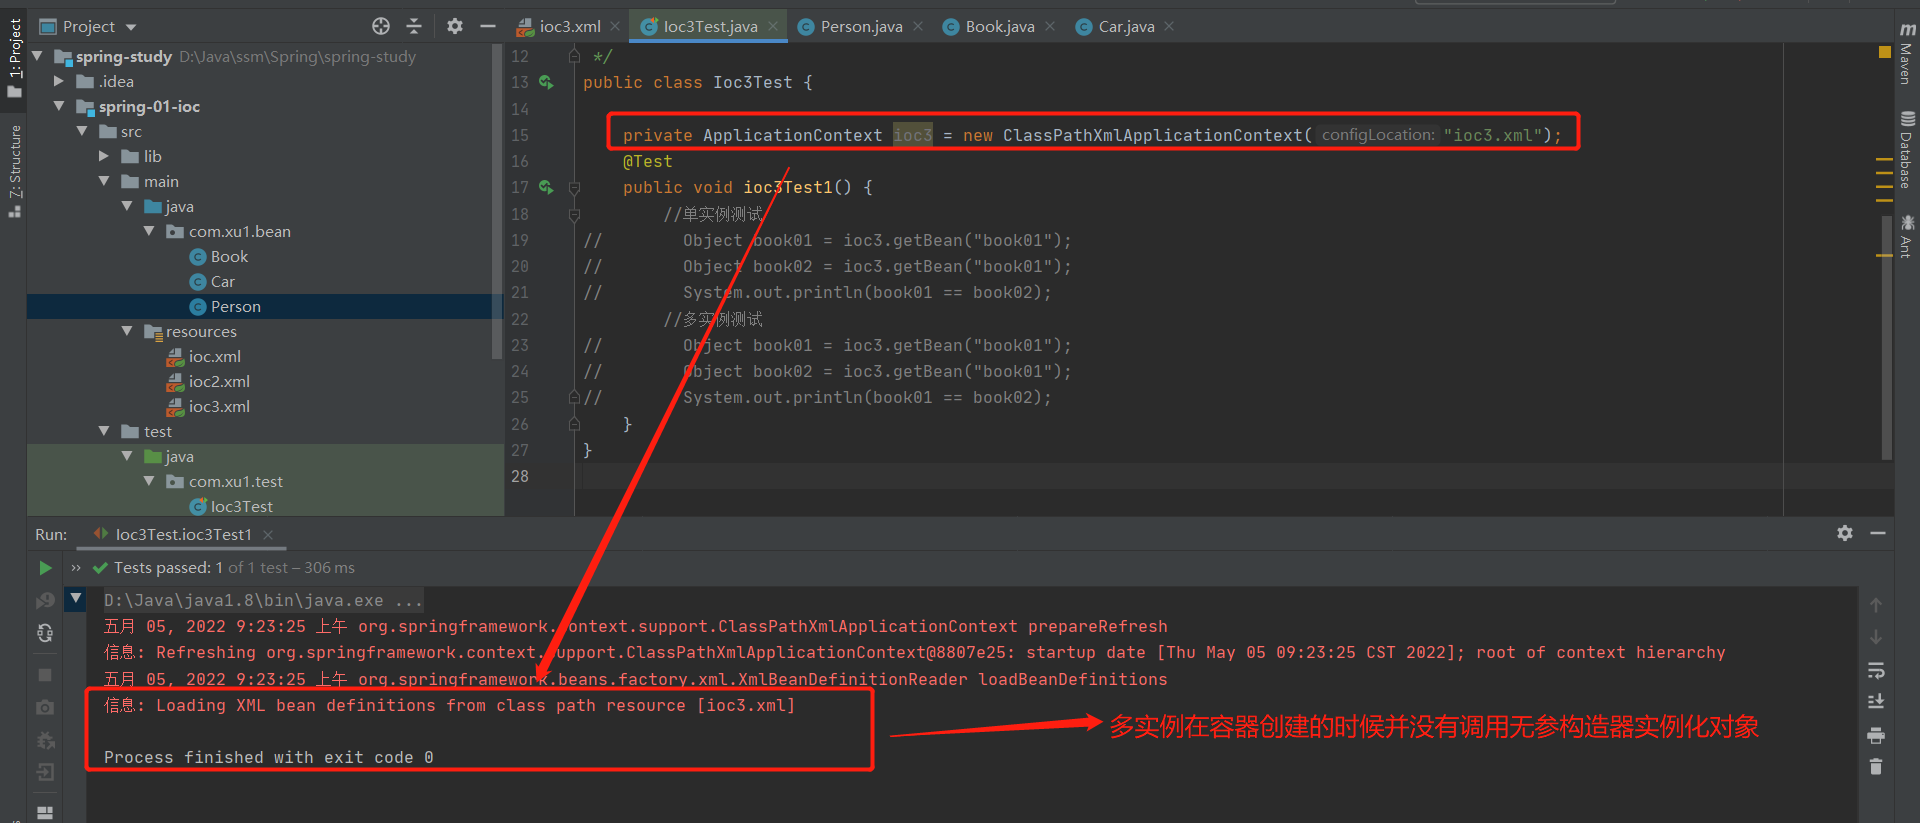 Project
ioc3.xml
Ioc3Test.java
Person.java
Book.java
Car.java
1: Project
Z: Structure
spring-study D:\Java\ssm\Spring\spring-study
.idea
spring-01-ioc
src
lib
main
java
com.xu1.bean
Book
Car
Person
resources
ioc.xml
ioc2.xml
ioc3.xml
test
java
com.xu1.test
Ioc3Test
12 */
13 public class Ioc3Test {
14
15 private ApplicationContext ioc3 = new ClassPathXmlApplicationContext( configLocation: "ioc3.xml");
16 @Test
17 public void ioc3Test1() {
18 //单实例测试
19 // Object book01 = ioc3.getBean("book01");
20 // Object book02 = ioc3.getBean("book01");
21 // System.out.println(book01 == book02);
22 //多实例测试
23 // Object book01 = ioc3.getBean("book01");
24 // Object book02 = ioc3.getBean("book01");
25 // System.out.println(book01 == book02);
26 }
27 }
28
m Maven
Database
Ant
Run: Ioc3Test.ioc3Test1
Tests passed: 1 of 1 test – 306 ms
D:\Java\java1.8\bin\java.exe ...
五月 05, 2022 9:23:25 上午 org.springframework.context.support.ClassPathXmlApplicationContext prepareRefresh
信息: Refreshing org.springframework.context.support.ClassPathXmlApplicationContext@8807e25: startup date [Thu May 05 09:23:25 CST 2022]; root of context hierarchy
五月 05, 2022 9:23:25 上午 org.springframework.beans.factory.xml.XmlBeanDefinitionReader loadBeanDefinitions
信息: Loading XML bean definitions from class path resource [ioc3.xml]
多实例在容器创建的时候并没有调用无参构造器实例化对象
Process finished with exit code 0